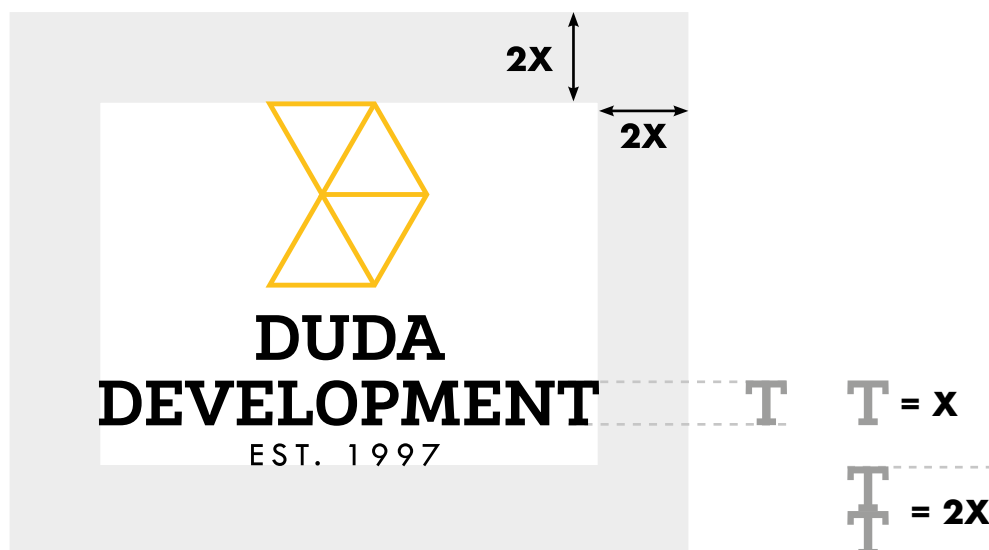 2X
2X
DUDA
DEVELOPMENT
EST. 1997
T
T = X
T
T = 2X